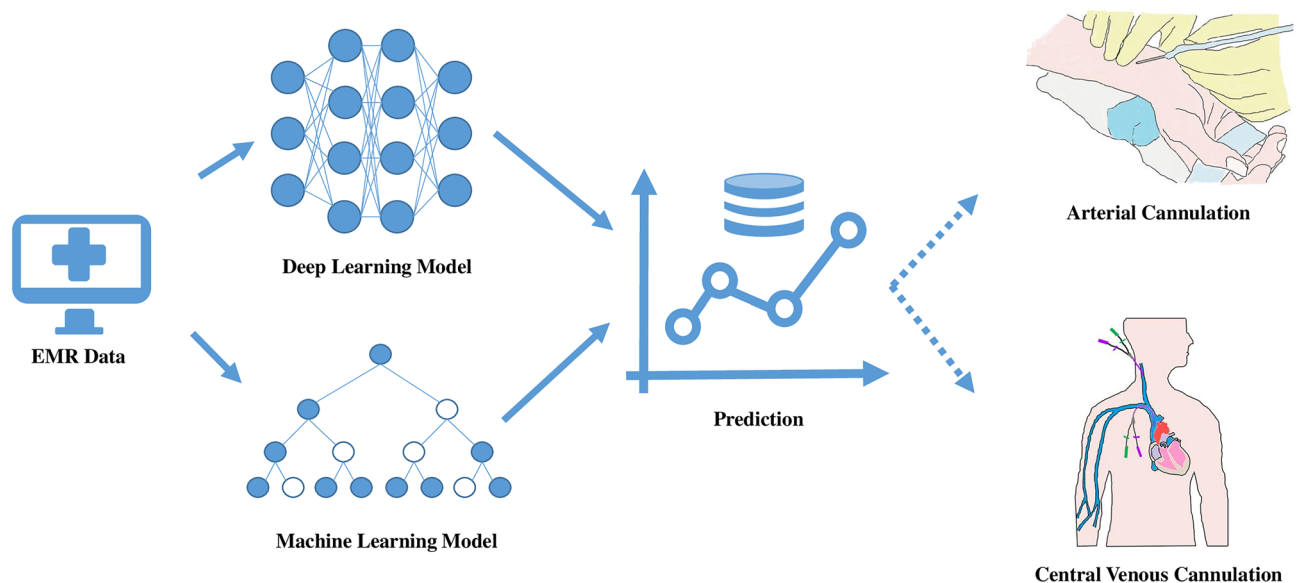 Deep Learning Model
EMR Data
Machine Learning Model
Prediction
Arterial Cannulation
Central Venous Cannulation